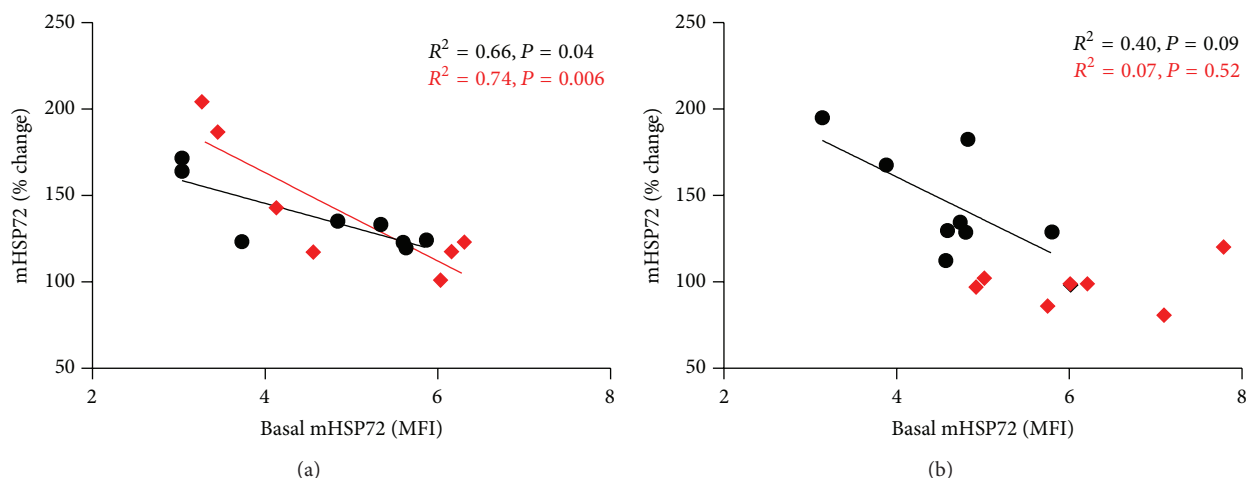 250
200
150
100
50
mHSP72 (% change)
R² = 0.66, P = 0.04
R² = 0.74, P = 0.006
2
4
6
8
Basal mHSP72 (MFI)
(a)
250
200
150
100
50
mHSP72 (% change)
R² = 0.40, P = 0.09
R² = 0.07, P = 0.52
2
4
6
8
Basal mHSP72 (MFI)
(b)